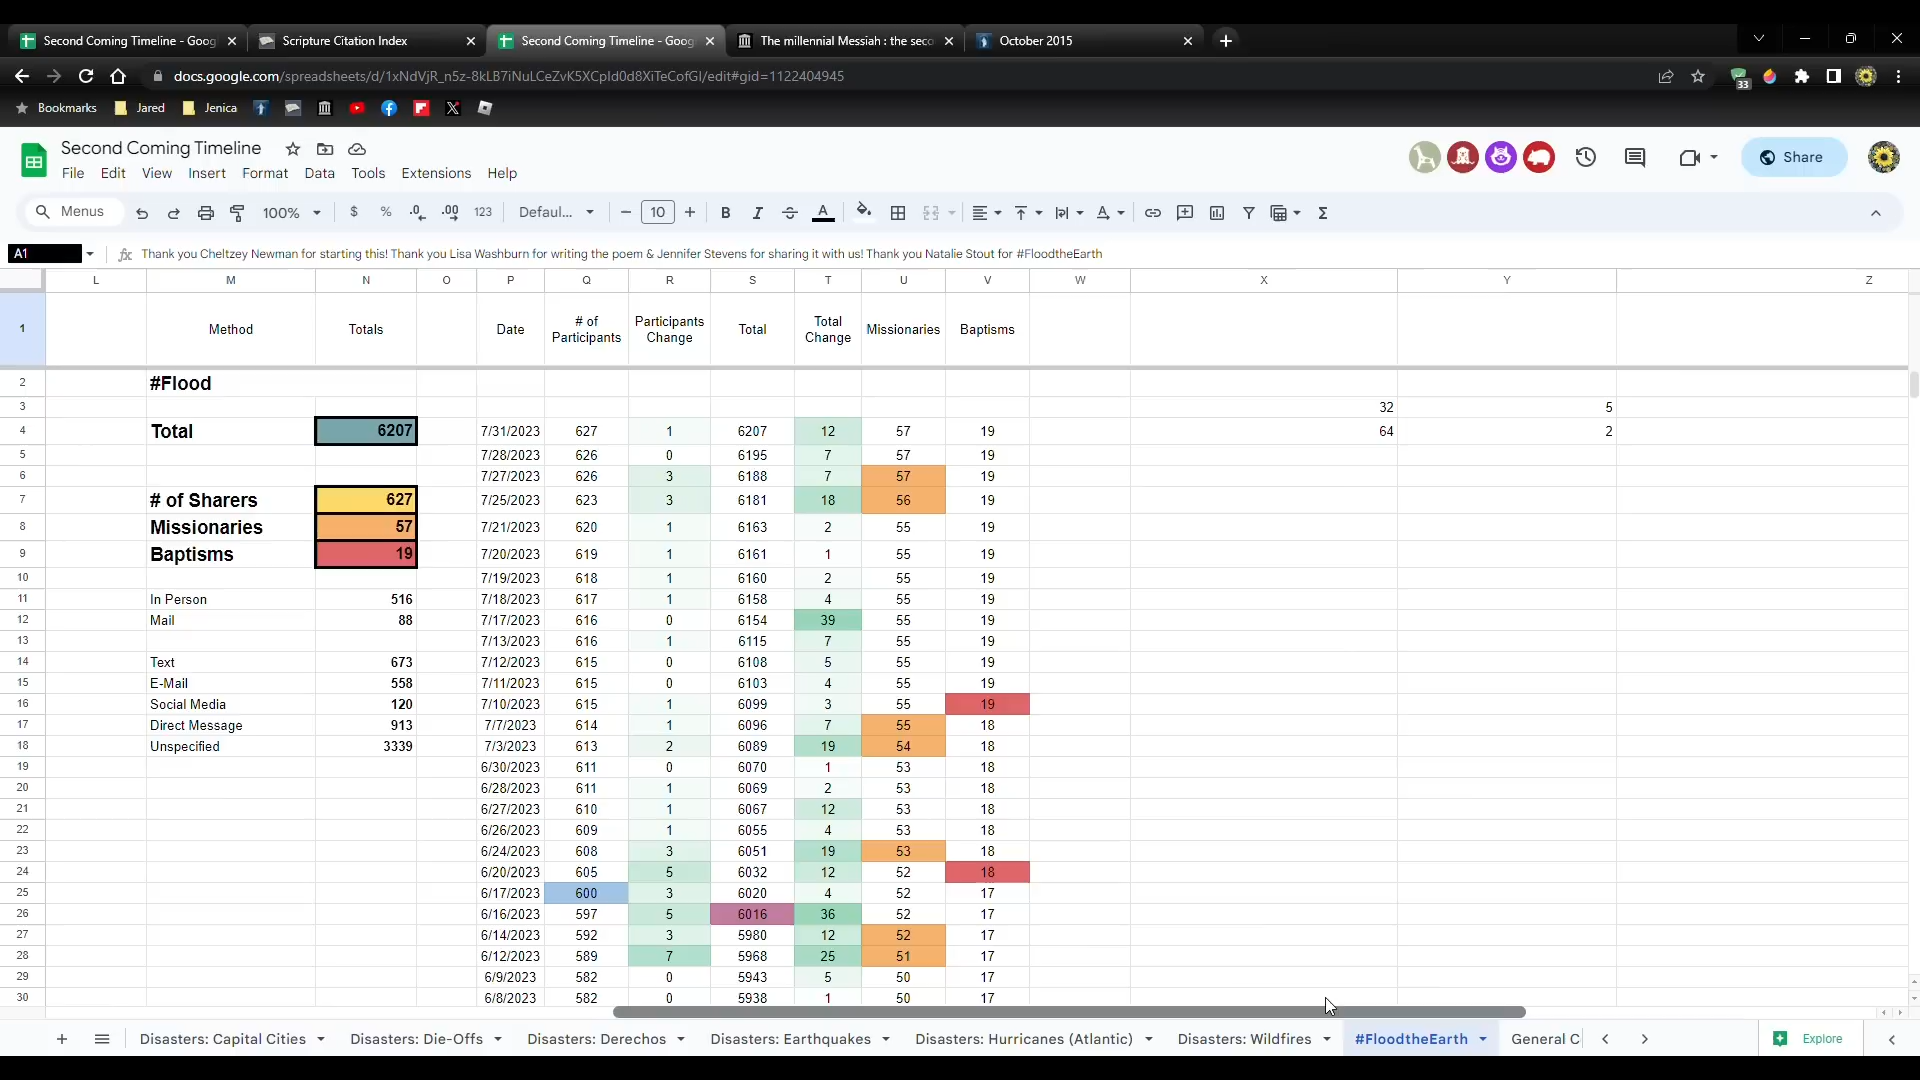 Second Coming Timeline - Goog
Scripture Citation Index
Second Coming Timeline - Goog
The millennial Messiah : the seco
October 2015
docs.google.com/spreadsheets/d/1xNdVjR_n5z-8kLB7iNuLCeZvK5XCpId0d8XiTeCofGI/edit#gid=1122404945
33
Bookmarks Jared Jenica
Second Coming Timeline
File Edit View Insert Format Data Tools Extensions Help
Share
Menus 100% $ % .0 .00 123 Defaul... 10 B I A
A1 fx Thank you Cheltzey Newman for starting this! Thank you Lisa Washburn for writing the poem & Jennifer Stevens for sharing it with us! Thank you Natalie Stout for #FloodtheEarth
L M N O P Q R S T U V W X Y Z
1 Method Totals Date # of Participants Participants Change Total Total Change Missionaries Baptisms
2 #Flood
3 32 5
4 Total 6207 7/31/2023 627 1 6207 12 57 19 64 2
5 7/28/2023 626 0 6195 7 57 19
6 7/27/2023 626 3 6188 7 57 19
7 # of Sharers 627 7/25/2023 623 3 6181 18 56 19
8 Missionaries 57 7/21/2023 620 1 6163 2 55 19
9 Baptisms 19 7/20/2023 619 1 6161 1 55 19
10 7/19/2023 618 1 6160 2 55 19
11 In Person 516 7/18/2023 617 1 6158 4 55 19
12 Mail 88 7/17/2023 616 0 6154 39 55 19
13 7/13/2023 616 1 6115 7 55 19
14 Text 673 7/12/2023 615 0 6108 5 55 19
15 E-Mail 558 7/11/2023 615 0 6103 4 55 19
16 Social Media 120 7/10/2023 615 1 6099 3 55 19
17 Direct Message 913 7/7/2023 614 1 6096 7 55 18
18 Unspecified 3339 7/3/2023 613 2 6089 19 54 18
19 6/30/2023 611 0 6070 1 53 18
20 6/28/2023 611 1 6069 2 53 18
21 6/27/2023 610 1 6067 12 53 18
22 6/26/2023 609 1 6055 4 53 18
23 6/24/2023 608 3 6051 19 53 18
24 6/20/2023 605 5 6032 12 52 18
25 6/17/2023 600 3 6020 4 52 17
26 6/16/2023 597 5 6016 36 52 17
27 6/14/2023 592 3 5980 12 52 17
28 6/12/2023 589 7 5968 25 51 17
29 6/9/2023 582 0 5943 5 50 17
30 6/8/2023 582 0 5938 1 50 17
Disasters: Capital Cities Disasters: Die-Offs Disasters: Derechos Disasters: Earthquakes Disasters: Hurricanes (Atlantic) Disasters: Wildfires #FloodtheEarth General C Explore